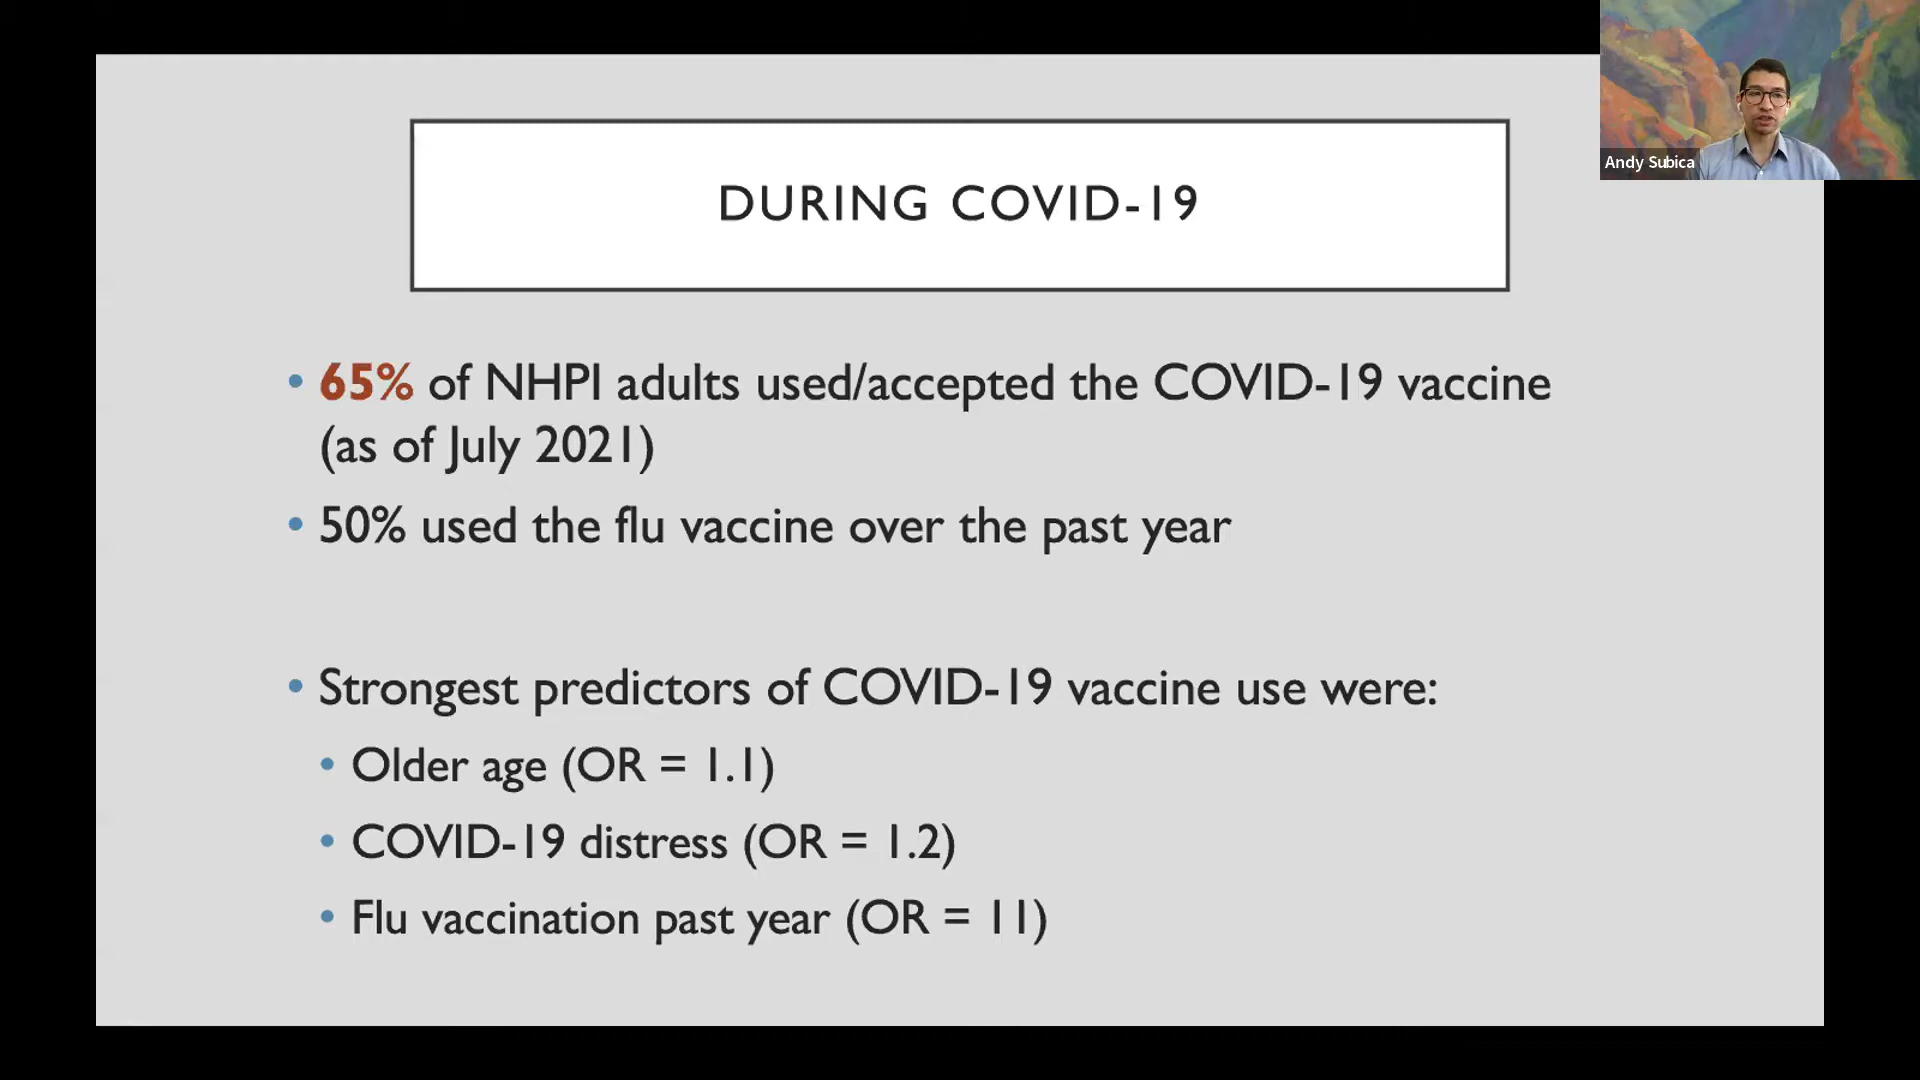 DURING COVID-19
Andy Subica
• 65% of NHPI adults used/accepted the COVID-19 vaccine
(as of July 2021)
• 50% used the flu vaccine over the past year
• Strongest predictors of COVID-19 vaccine use were:
• Older age (OR = 1.1)
• COVID-19 distress (OR = 1.2)
• Flu vaccination past year (OR = 11)